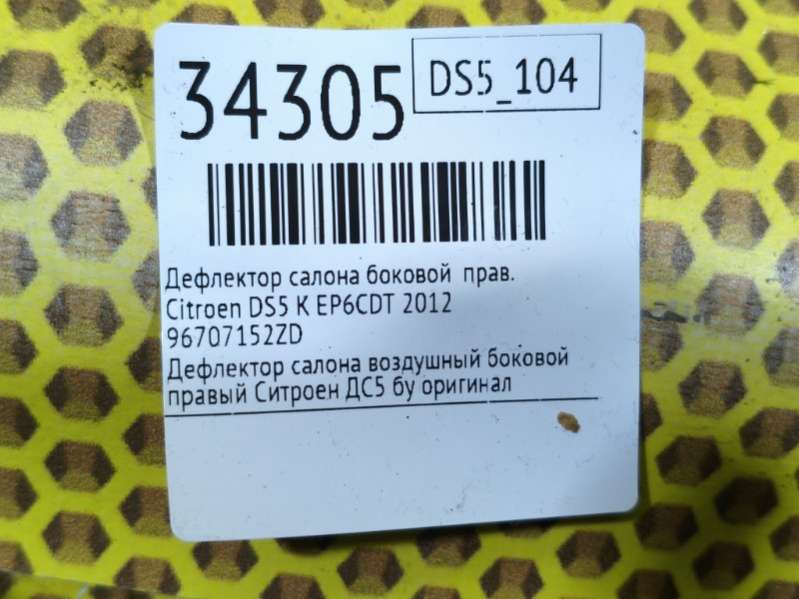 34305
DS5_104
Дефлектор салона боковой прав.
Citroen DS5 K EP6CDT 2012
96707152ZD
Дефлектор салона воздушный боковой
правый Ситроен ДС5 бу оригинал